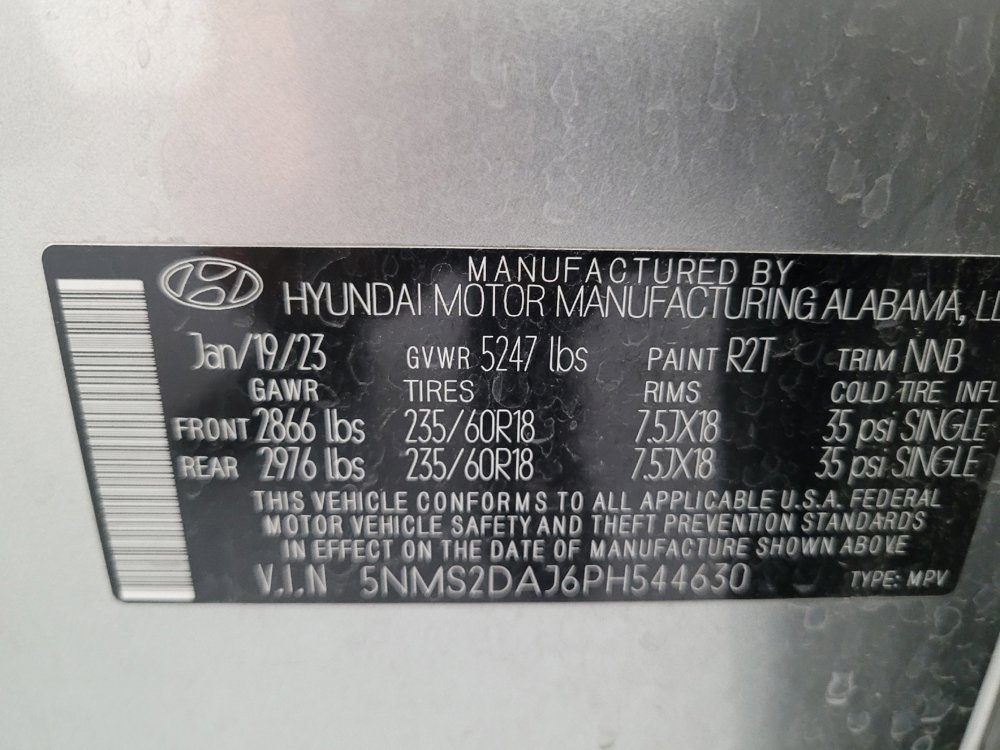 MANUFACTURED BY
HYUNDAI MOTOR MANUFACTURING ALABAMA,
Jan/19/23 GVWR 5247 lbs PAINT R2T TRIM NNB
GAWR TIRES RIMS COLD TIRE INFL
FRONT 2866 lbs 235/60R18 7.5JX18 35 psi SINGLE
REAR 2976 lbs 235/60R18 7.5JX18 35 psi SINGLE
THIS VEHICLE CONFORMS TO ALL APPLICABLE U.S.A. FEDERAL
MOTOR VEHICLE SAFETY AND THEFT PREVENTION STANDARDS
IN EFFECT ON THE DATE OF MANUFACTURE SHOWN ABOVE
V.I.N 5NMS2DAJ6PH544630 TYPE: MPV